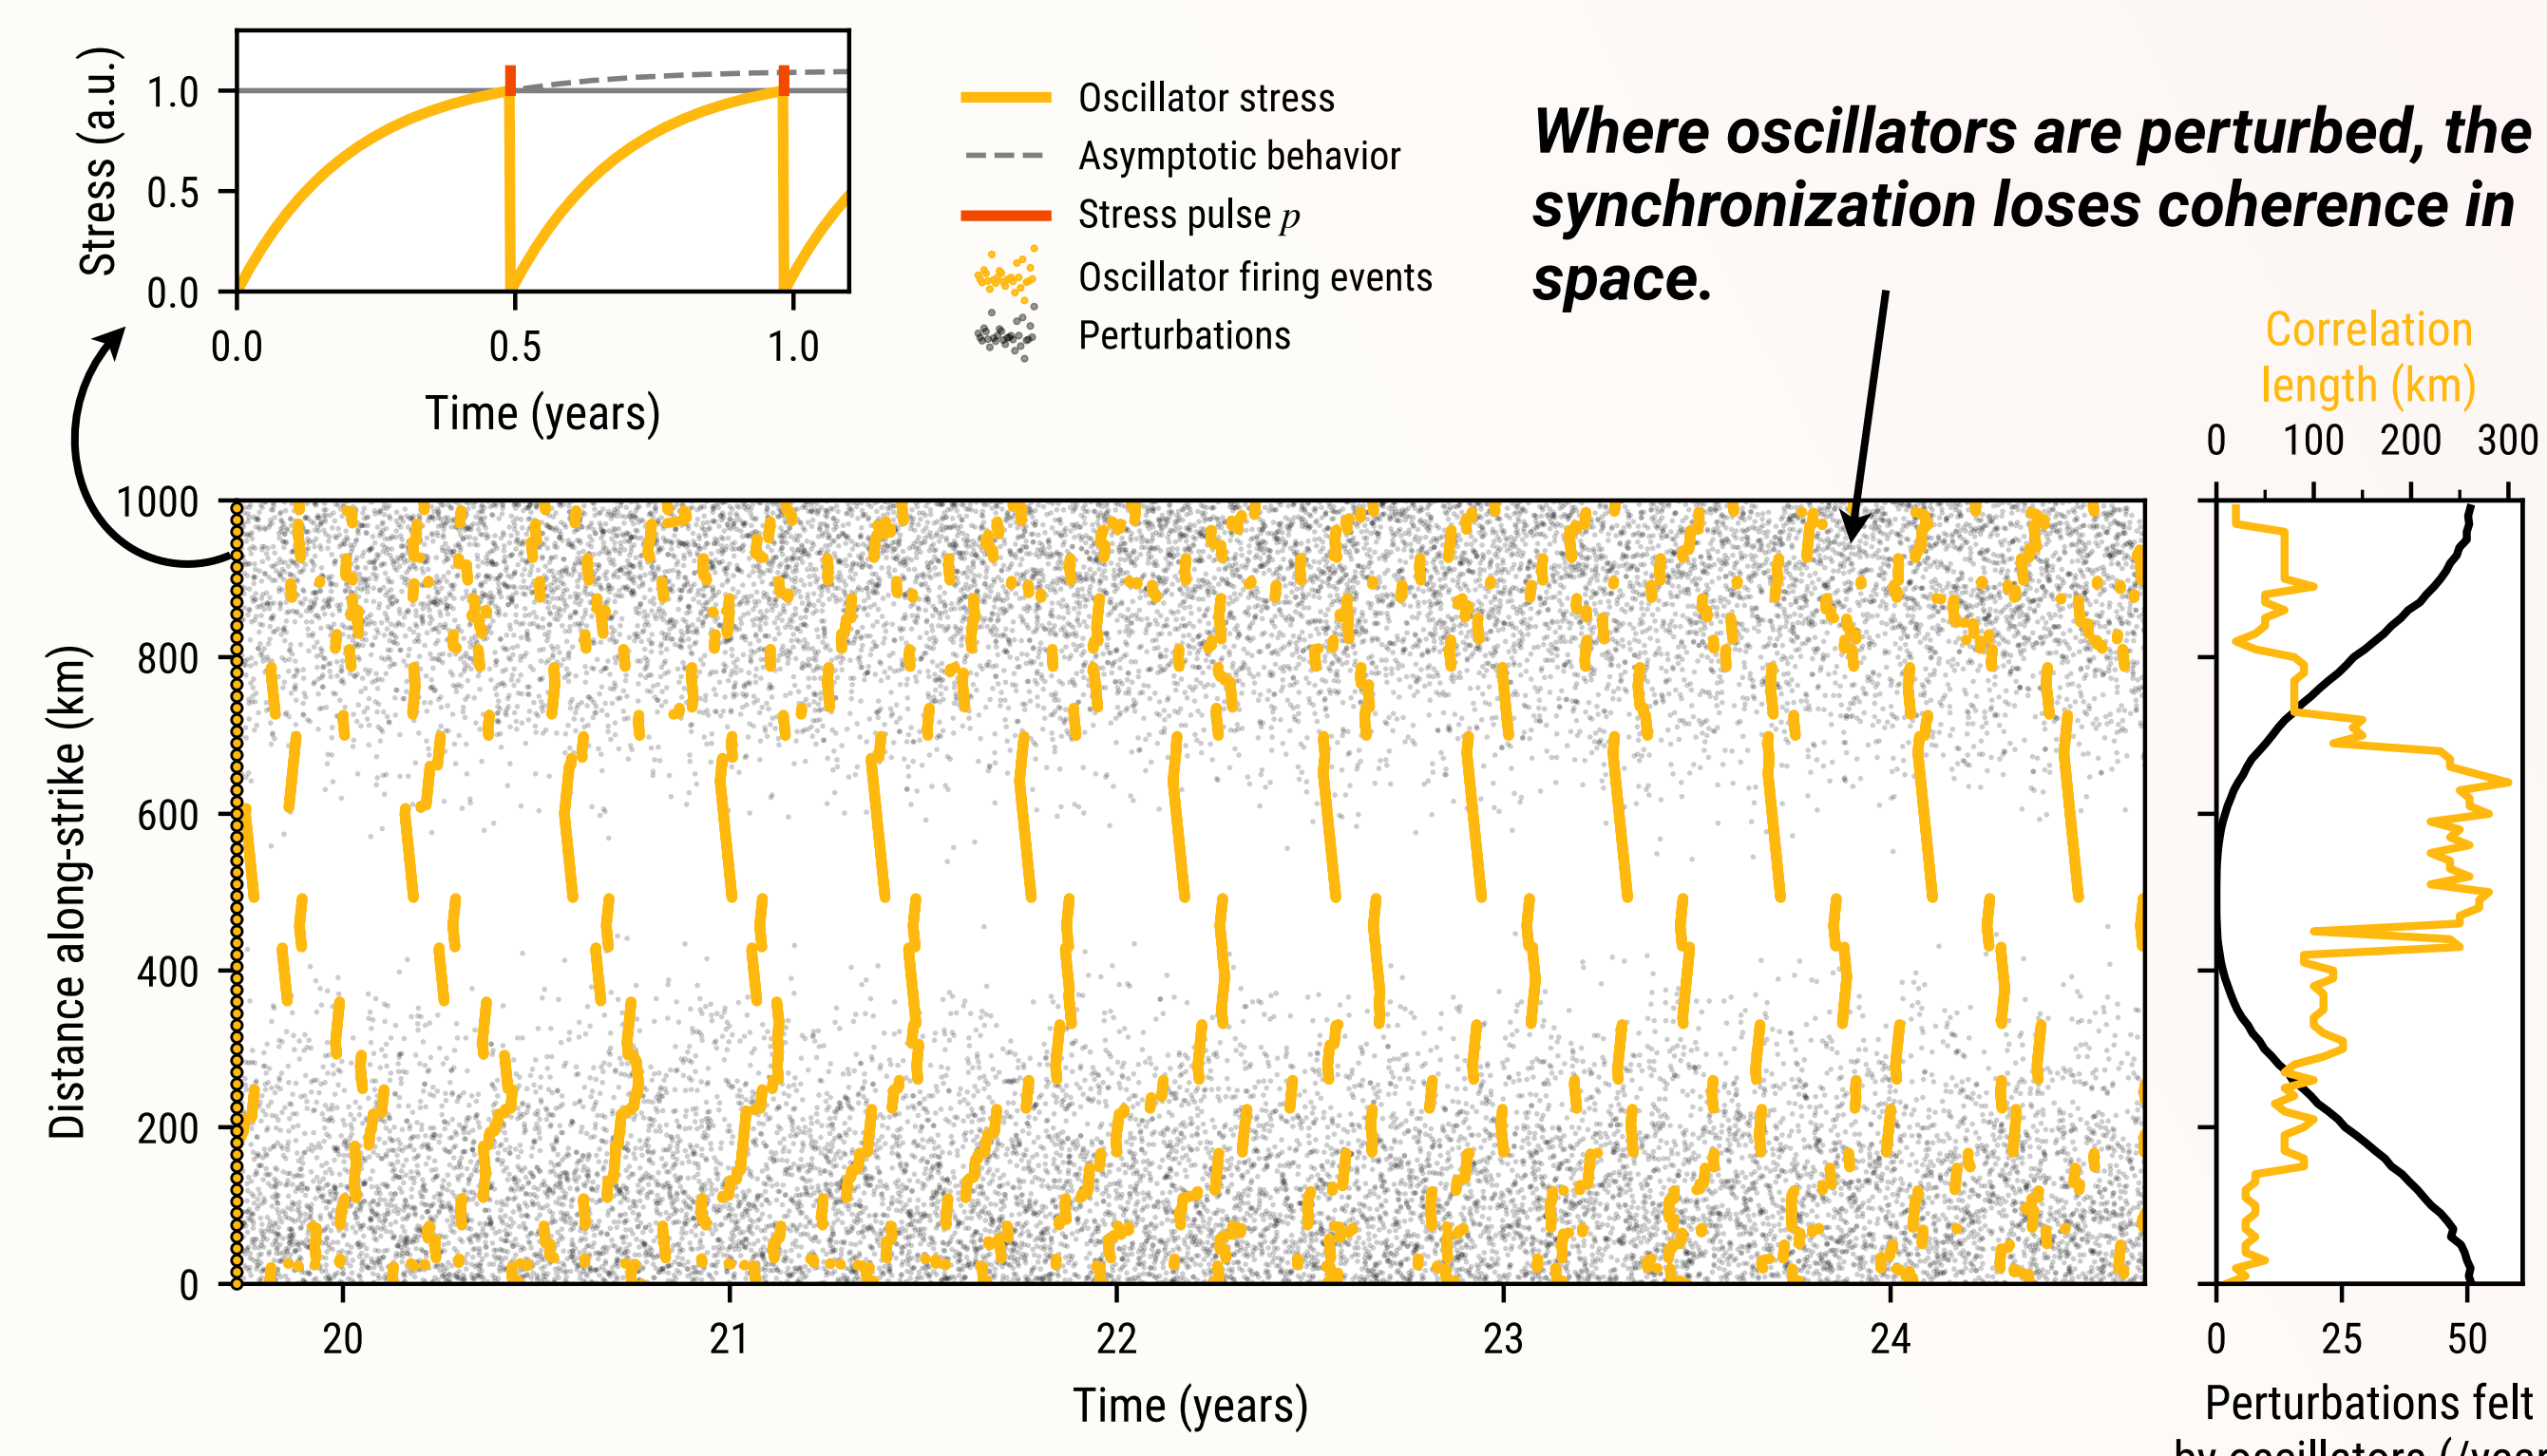 Stress (a.u.)
1.0
0.5
0.0
0.0
0.5
1.0
Time (years)
Oscillator stress
Asymptotic behavior
Stress pulse p
Oscillator firing events
Perturbations
Where oscillators are perturbed, the
synchronization loses coherence in
space.
Correlation
length (km)
0
100
200
300
Distance along-strike (km)
1000
800
600
400
200
0
20
21
22
23
24
Time (years)
0
25
50
Perturbations felt
by oscillators